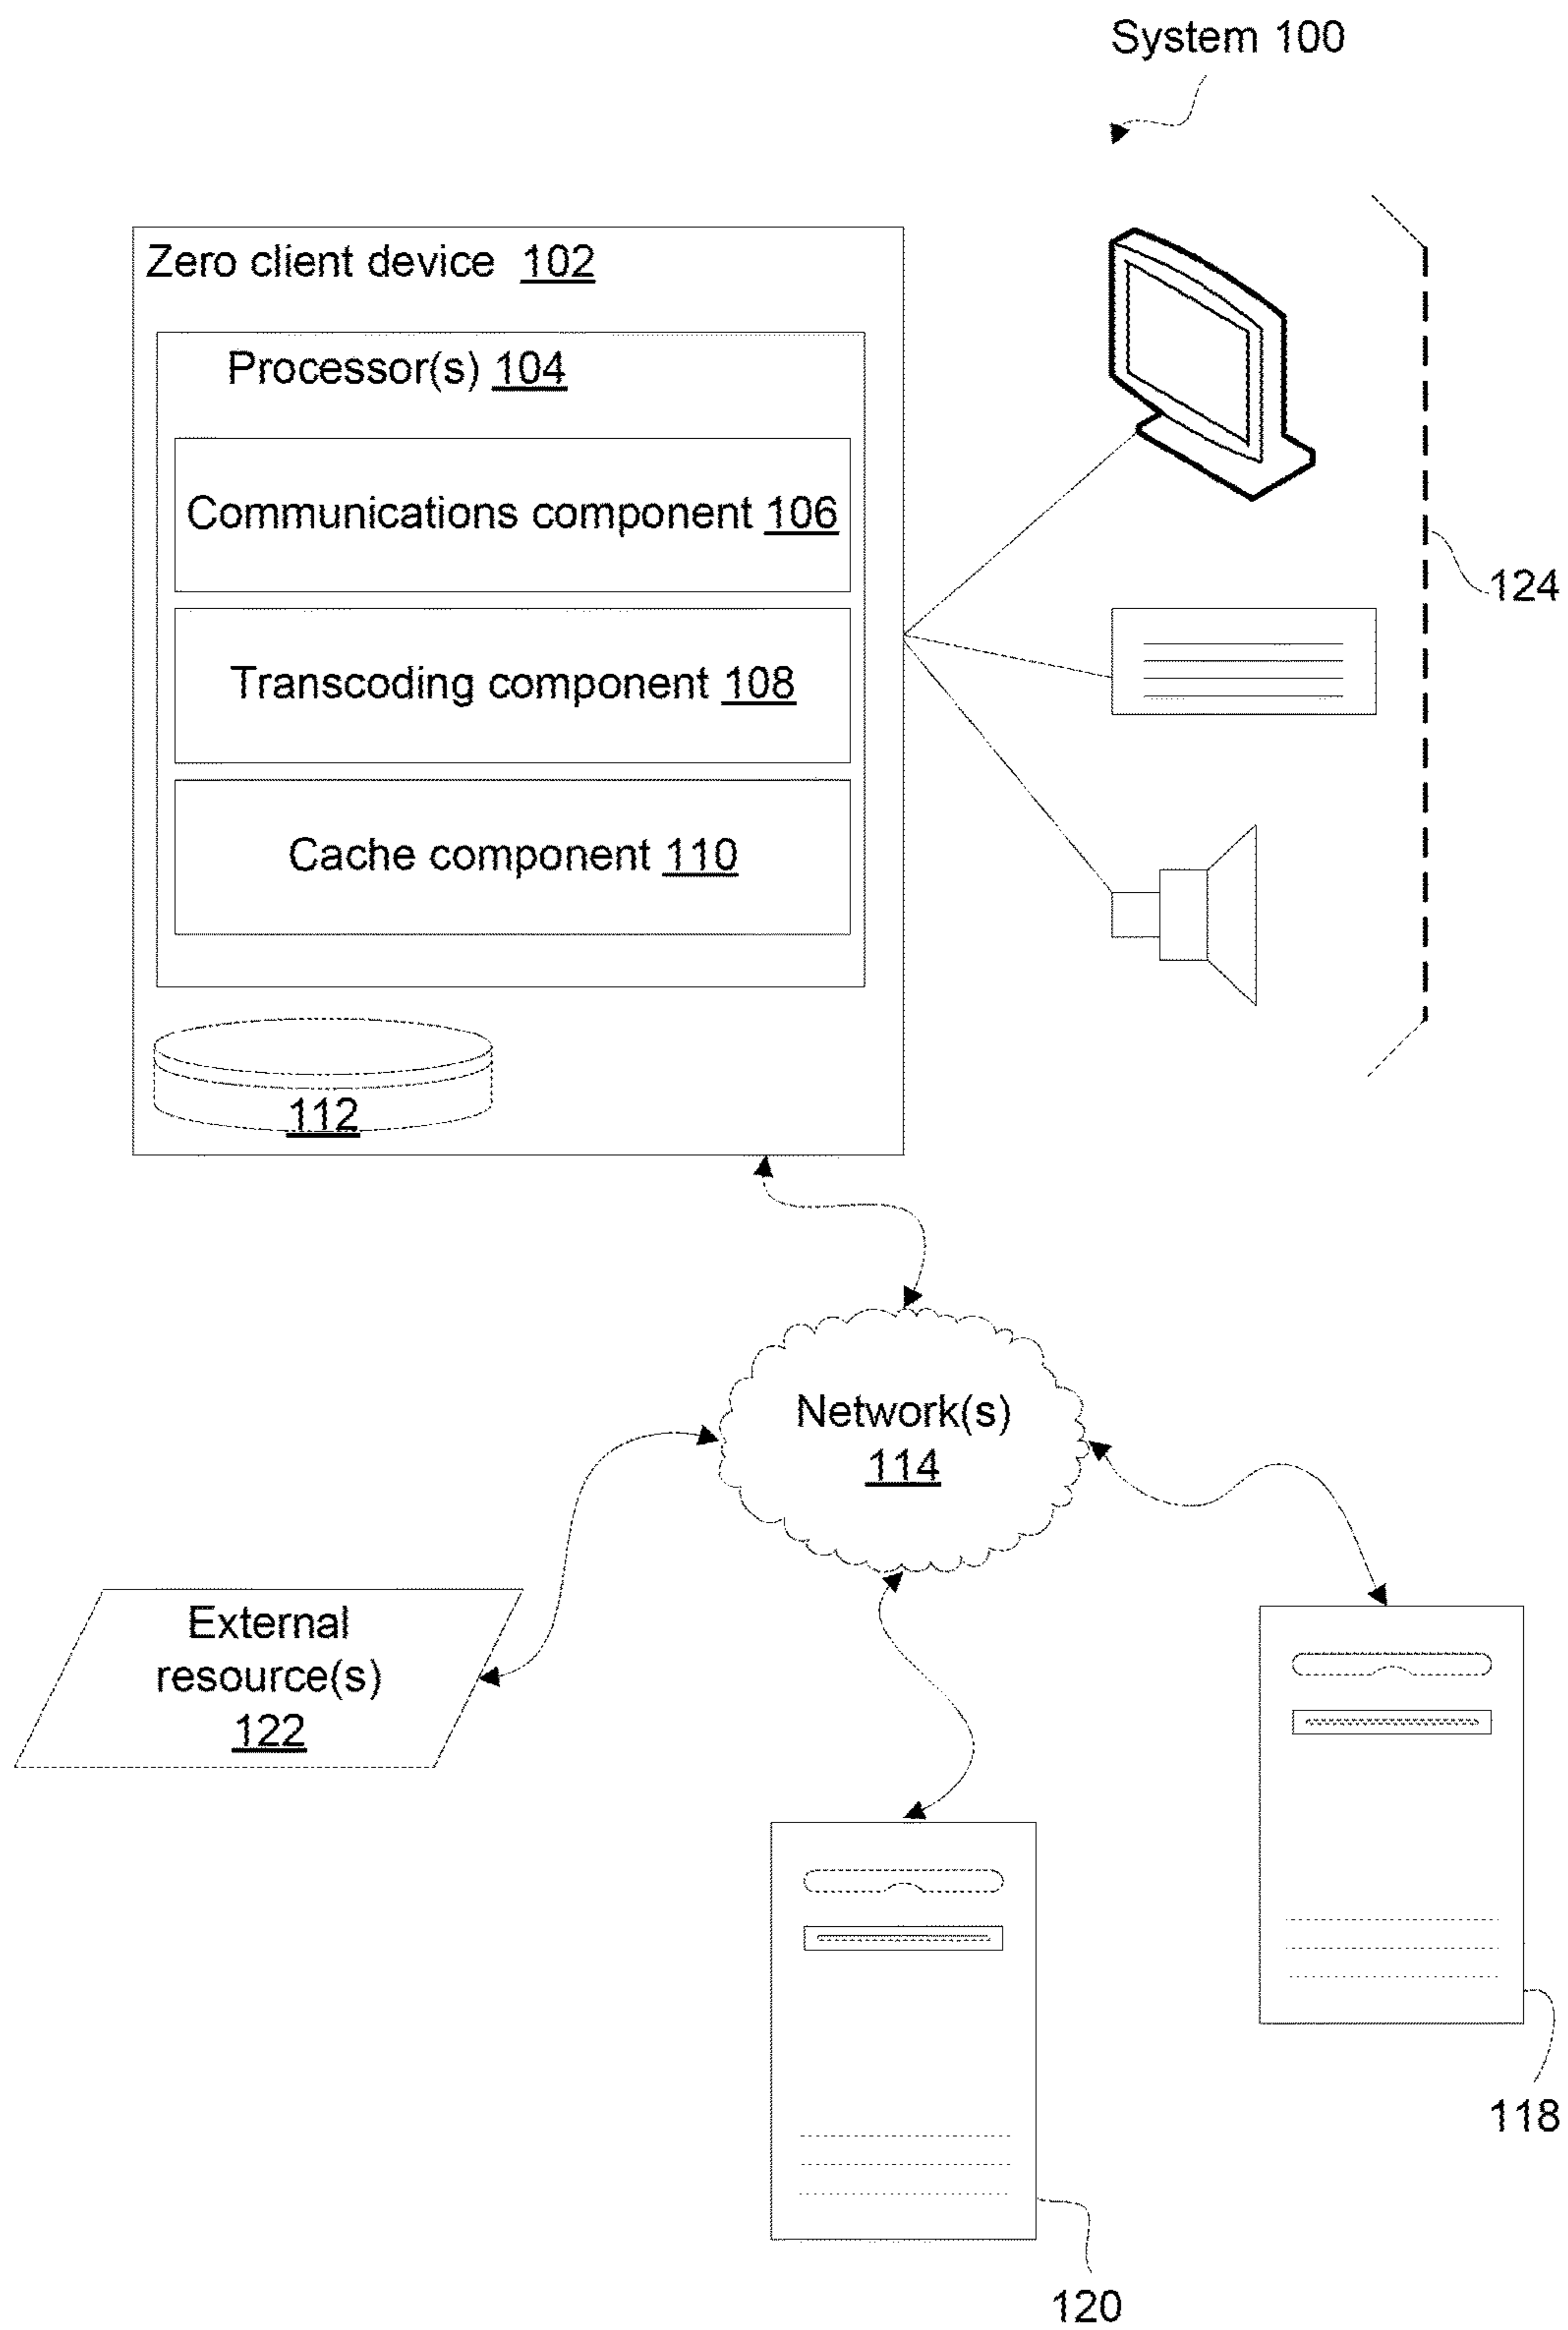 System 100
Zero client device 102
Processor(s) 104
Communications component 106
124
Transcoding component 108
Cache component 110
112
Network(s)
114
External
resource(s)
122
118
120